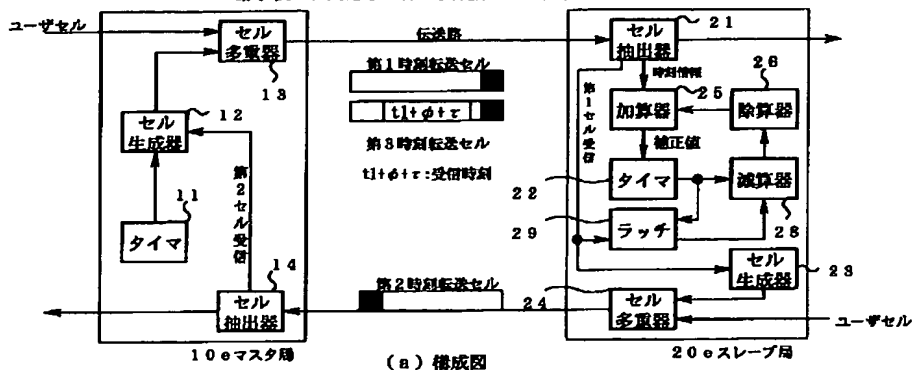 ユーザセル
セル
多重器
13
伝送路
第1時刻転送セル
t1+φ+τ
第3時刻転送セル
t1+φ+τ:受信時刻
セル
生成器
12
第2セル受信
11
タイマ
14
セル
抽出器
10eマスタ局
第2時刻転送セル
(a) 構成図
セル
抽出器
21
時刻情報
第1セル受信
加算器
25
26
除算器
補正値
22
タイマ
減算器
28
29
ラッチ
セル
生成器
23
24
セル
多重器
ユーザセル
20eスレーブ局